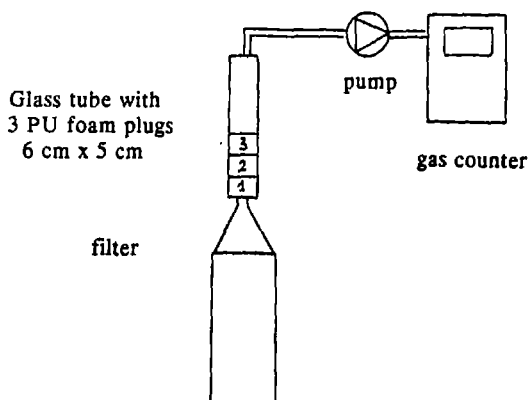 Glass tube with
3 PU foam plugs
6 cm x 5 cm
pump
gas counter
3
2
1
filter